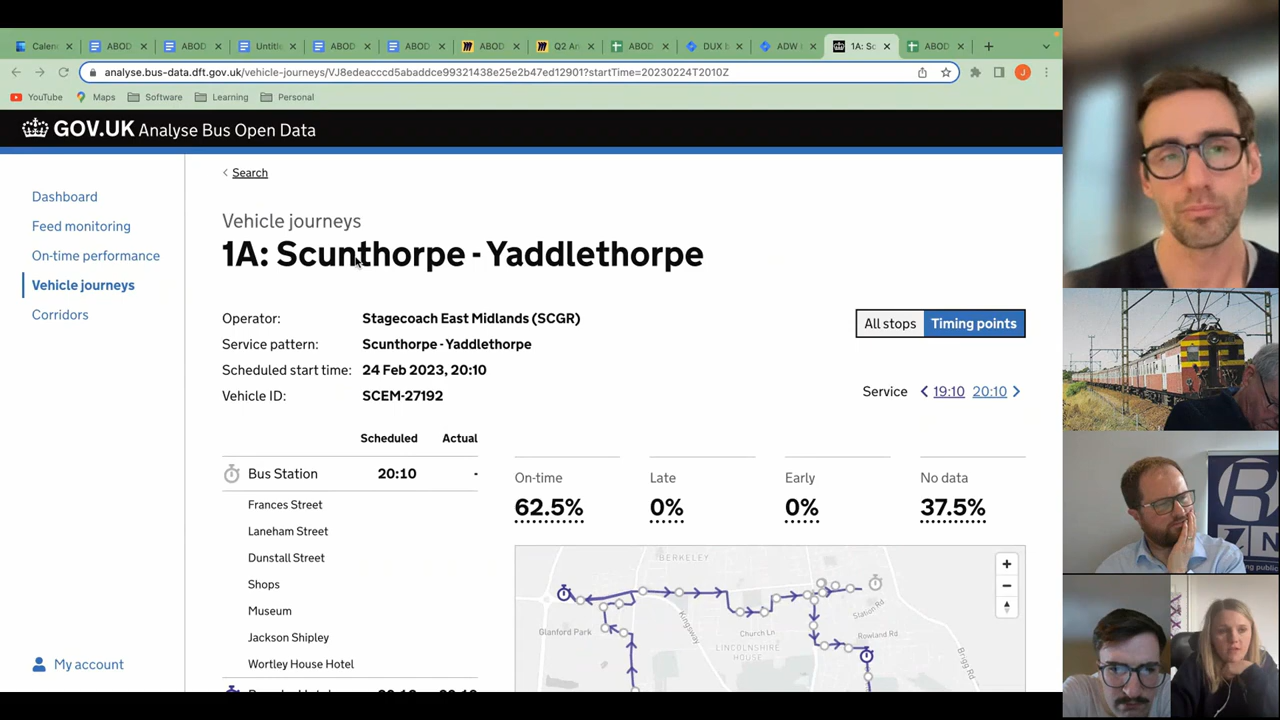 Calen
ABOD
ABOD
Untitl
ABOD
ABOD
ABOD
Q2 An
ABOD
DUX b
ADW
1A: Sc
ABOD
analyse.bus-data.dft.gov.uk/vehicle-journeys/VJ8edeacccd5abaddce99321438e25e2b47ed12901?startTime=20230224T2010Z
J
YouTube Maps Software Learning Personal
GOV.UK Analyse Bus Open Data
Dashboard
Feed monitoring
On-time performance
Vehicle journeys
Corridors
My account
Search
Vehicle journeys
1A: Scunthorpe - Yaddlethorpe
Operator: Stagecoach East Midlands (SCGR)
Service pattern: Scunthorpe - Yaddlethorpe
Scheduled start time: 24 Feb 2023, 20:10
Vehicle ID: SCEM-27192
All stops Timing points
Service 19:10 20:10
Scheduled Actual
Bus Station 20:10 -
Frances Street
Laneham Street
Dunstall Street
Shops
Museum
Jackson Shipley
Wortley House Hotel
On-time Late Early No data
62.5% 0% 0% 37.5%
BERKELEY
Glanford Park
Kingsway
Church Ln
LINCOLNSHIRE
HOUSE
Station Rd
Rowland Rd
Brigg Rd